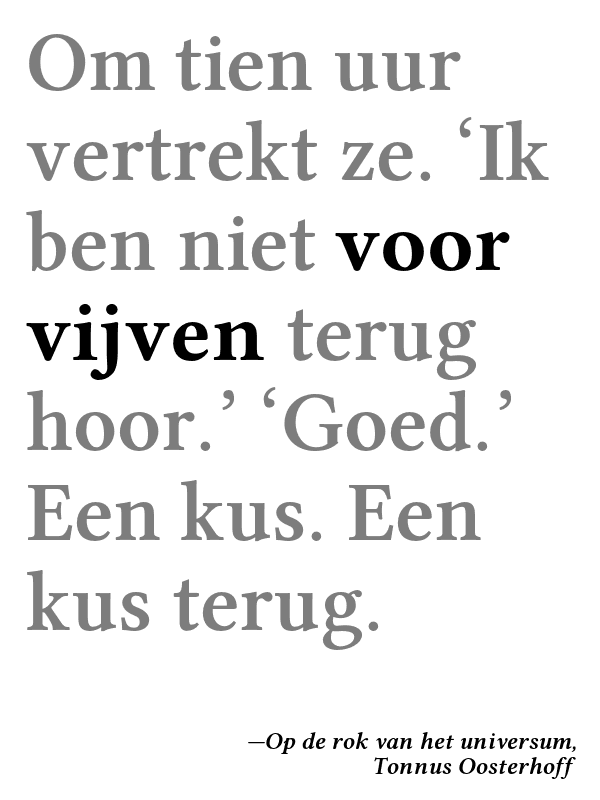 Om tien uur
vertrekt ze. ‘Ik
ben niet voor
vijven terug
hoor.’ ‘Goed.’
Een kus. Een
kus terug.
—Op de rok van het universum,
Tonnus Oosterhoff